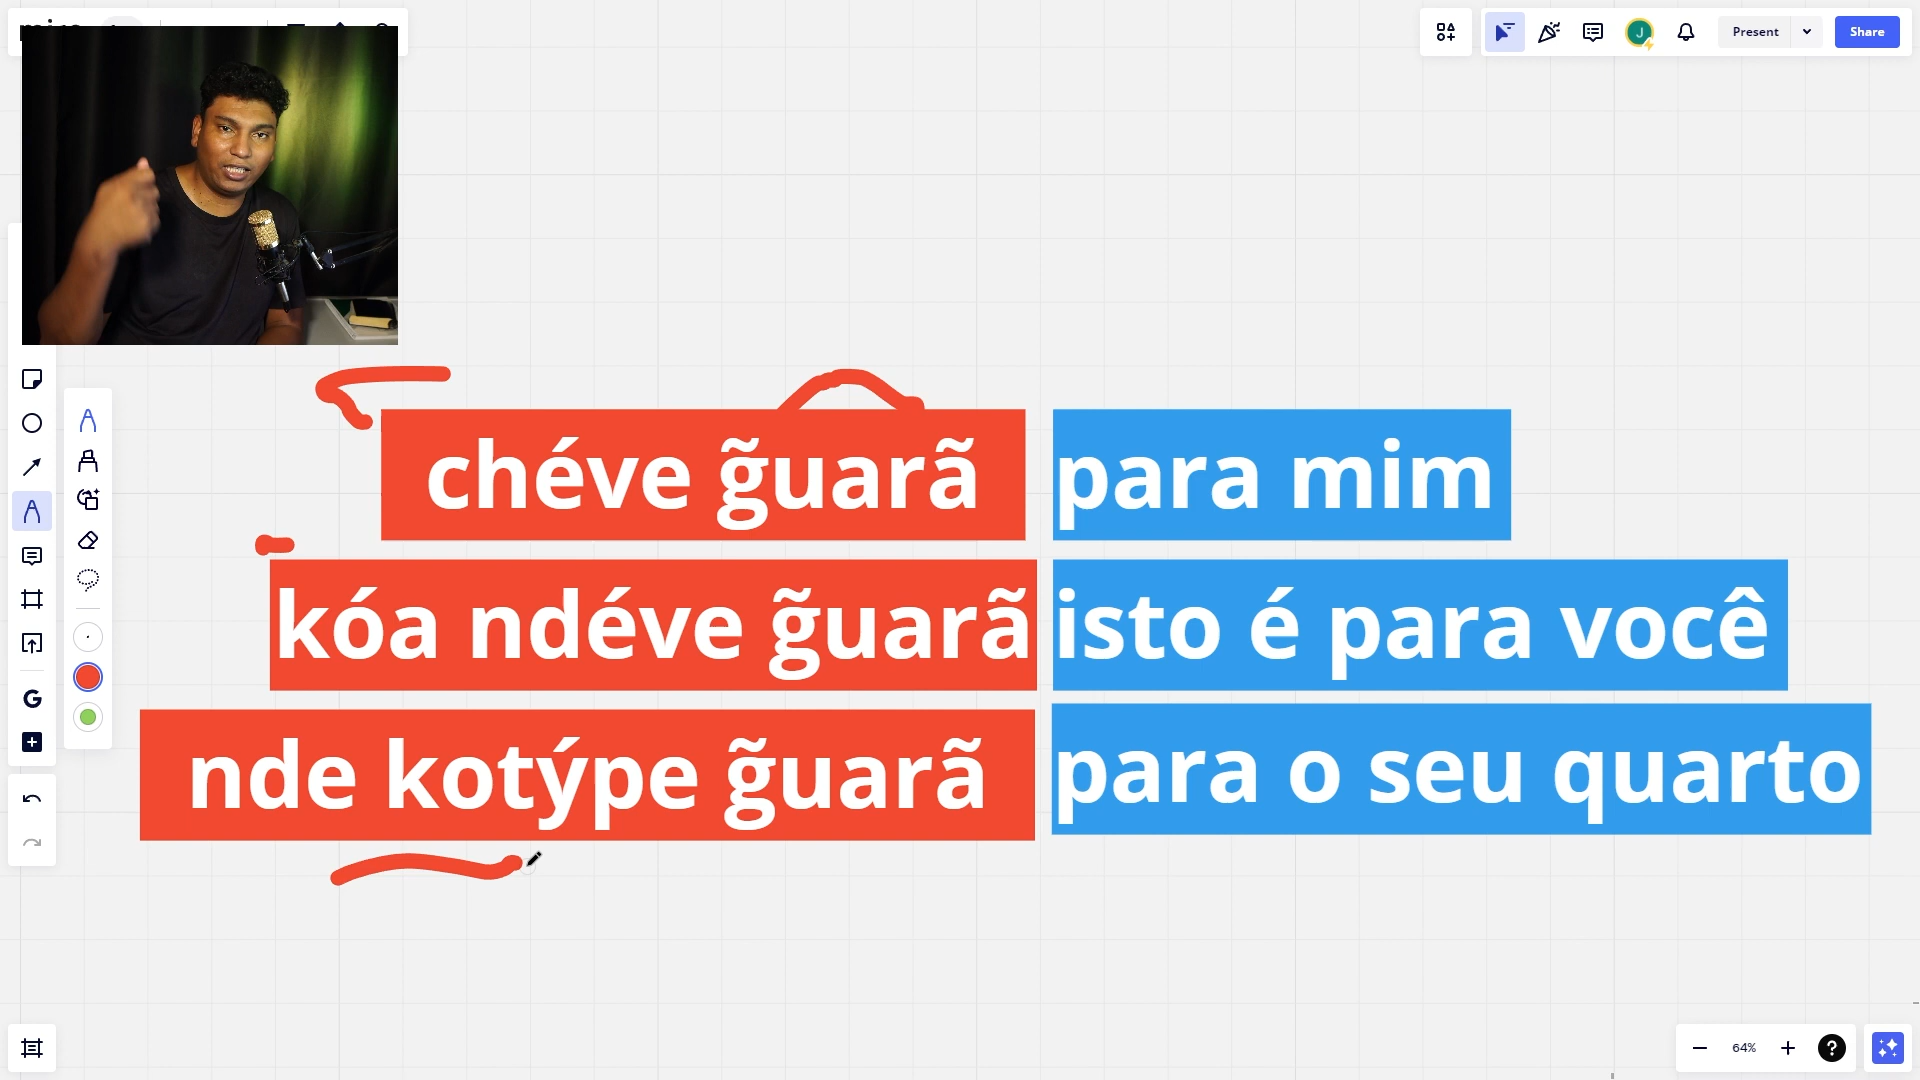 Present
Share
J
chéve g̃uarã para mim
kóa ndéve g̃uarã isto é para você
nde kotýpe g̃uarã para o seu quarto
64%